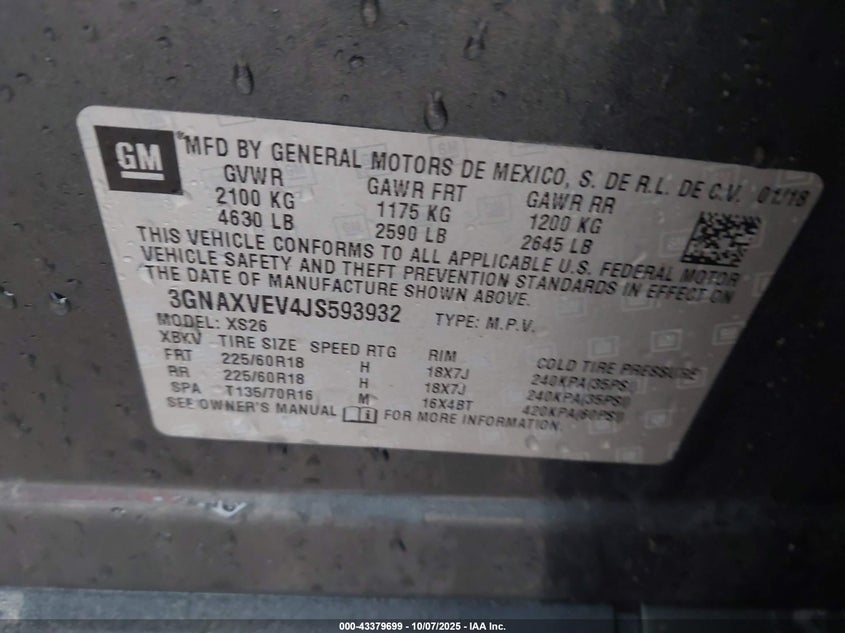 GM
®MFD BY GENERAL MOTORS DE MEXICO, S. DE R.L. DE C.V. 01/18
GVWR GAWR FRT GAWR RR
2100 KG 1175 KG 1200 KG
4630 LB 2590 LB 2645 LB
THIS VEHICLE CONFORMS TO ALL APPLICABLE U.S. FEDERAL MOTOR
VEHICLE SAFETY AND THEFT PREVENTION STANDARDS IN EFFECT ON
THE DATE OF MANUFACTURE SHOWN ABOVE.
3GNAXVEV4JS593932 TYPE: M.P.V.
MODEL: XS26
XBKV TIRE SIZE SPEED RTG RIM COLD TIRE PRESSURE
FRT 225/60R18 H 18X7J 240KPA(35PSI)
RR 225/60R18 H 18X7J 240KPA(35PSI)
SPA T135/70R16 M 16X4BT 420KPA(60PSI)
SEE OWNER'S MANUAL FOR MORE INFORMATION.
000-43379699 - 10/07/2025 - IAA Inc.